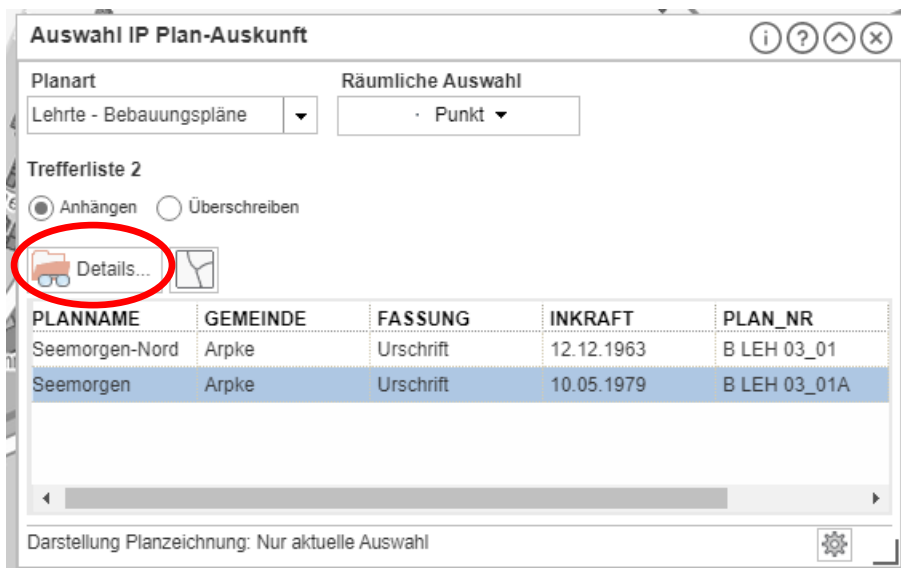 Auswahl IP Plan-Auskunft
Planart Räumliche Auswahl
Lehrte - Bebauungspläne · Punkt
Trefferliste 2
Anhängen Überschreiben
Details...
PLANNAME GEMEINDE FASSUNG INKRAFT PLAN_NR
Seemorgen-Nord Arpke Urschrift 12.12.1963 B LEH 03_01
Seemorgen Arpke Urschrift 10.05.1979 B LEH 03_01A
Darstellung Planzeichnung: Nur aktuelle Auswahl